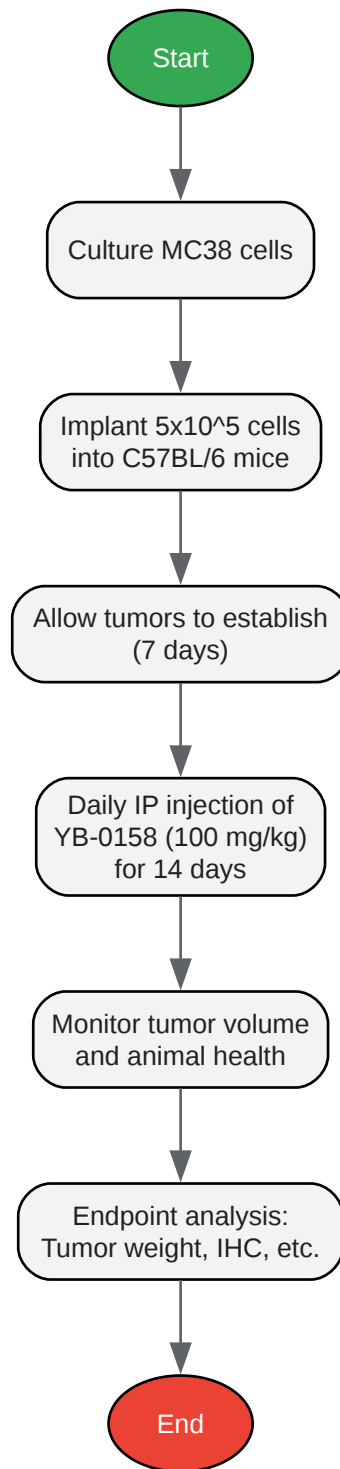 Start
Culture MC38 cells
Implant 5x10^5 cells
into C57BL/6 mice
Allow tumors to establish
(7 days)
Daily IP injection of
YB-0158 (100 mg/kg)
for 14 days
Monitor tumor volume
and animal health
Endpoint analysis:
Tumor weight, IHC, etc.
End